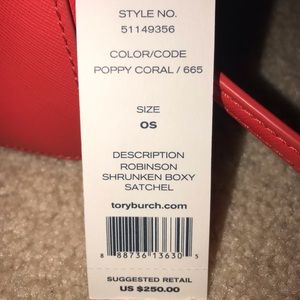 STYLE NO.
51149356
COLOR/CODE
POPPY CORAL / 665
SIZE
OS
DESCRIPTION
ROBINSON
SHRUNKEN BOXY
SATCHEL
toryburch.com
8 88736 13630 5
SUGGESTED RETAIL
US $250.00